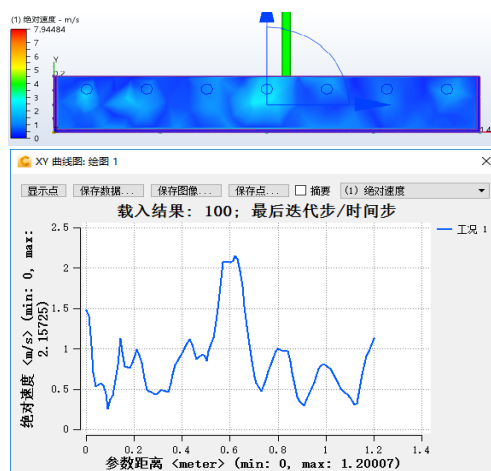 (1) 绝对速度 - m/s
7.94484
7
6
5
4
3
2
1
0
Y
0.2
1.4
XY 曲线图: 绘图 1
显示点 保存数据... 保存图像... 保存点... 摘要 (1) 绝对速度
载入结果: 100; 最后迭代步/时间步
工况 1
绝对速度 <m/s> (min: 0, max: 2.15725)
2.5
2
1.5
1
0.5
0
0 0.2 0.4 0.6 0.8 1 1.2 1.4
参数距离 <meter> (min: 0, max: 1.20007)